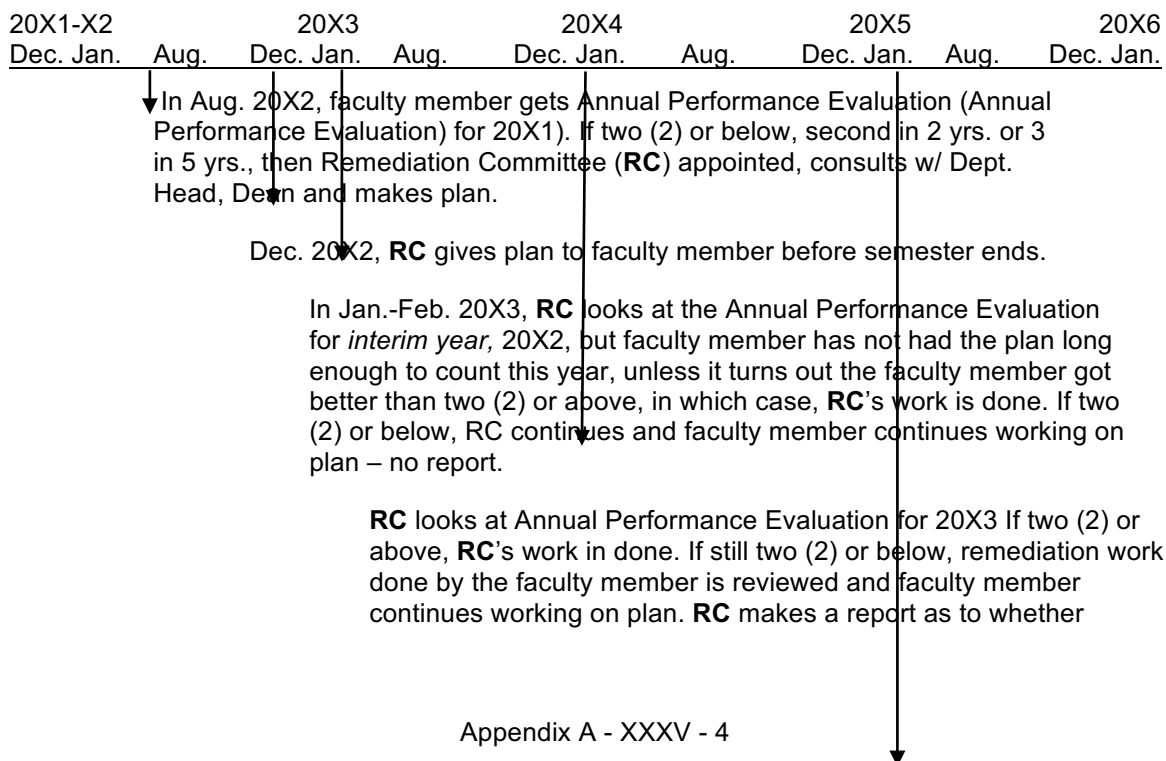 20X1-X2 20X3 20X4 20X5 20X6
Dec. Jan. Aug. Dec. Jan. Aug. Dec. Jan. Aug. Dec. Jan. Aug. Dec. Jan.
In Aug. 20X2, faculty member gets Annual Performance Evaluation (Annual
Performance Evaluation) for 20X1). If two (2) or below, second in 2 yrs. or 3
in 5 yrs., then Remediation Committee (RC) appointed, consults w/ Dept.
Head, Dean and makes plan.
Dec. 20X2, RC gives plan to faculty member before semester ends.
In Jan.-Feb. 20X3, RC looks at the Annual Performance Evaluation
for interim year, 20X2, but faculty member has not had the plan long
enough to count this year, unless it turns out the faculty member got
better than two (2) or above, in which case, RC's work is done. If two
(2) or below, RC continues and faculty member continues working on
plan – no report.
RC looks at Annual Performance Evaluation for 20X3 If two (2) or
above, RC's work in done. If still two (2) or below, remediation work
done by the faculty member is reviewed and faculty member
continues working on plan. RC makes a report as to whether
Appendix A - XXXV - 4